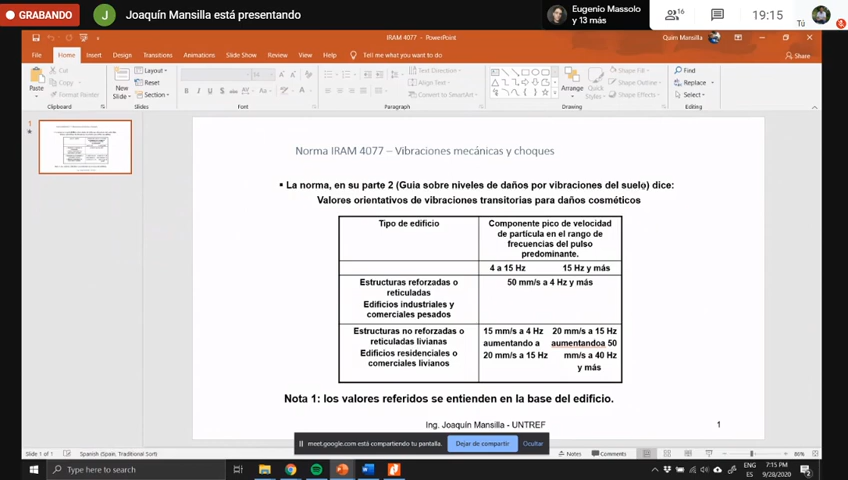 GRABANDO
J
Joaquín Mansilla está presentando
Eugenio Massolo
y 13 más
16
19:15
Tú
IRAM 4077 - PowerPoint
Quim Mansilla
File
Home
Insert
Design
Transitions
Animations
Slide Show
Review
View
Help
Tell me what you want to do
Share
Paste
Cut
Copy
Format Painter
Clipboard
New
Slide
Layout
Reset
Section
Slides
Font
Text Direction
Align Text
Convert to SmartArt
Paragraph
Arrange
Quick
Styles
Shape Fill
Shape Outline
Shape Effects
Drawing
Find
Replace
Select
Editing
1
Norma IRAM 4077 – Vibraciones mecánicas y choques
▪ La norma, en su parte 2 (Guia sobre niveles de daños por vibraciones del suelo) dice:
Valores orientativos de vibraciones transitorias para daños cosméticos
Tipo de edificio
Componente pico de velocidad
de partícula en el rango de
frecuencias del pulso
predominante.
4 a 15 Hz
15 Hz y más
Estructuras reforzadas o
reticuladas
Edificios industriales y
comerciales pesados
50 mm/s a 4 Hz y más
Estructuras no reforzadas o
reticuladas livianas
Edificios residenciales o
comerciales livianos
15 mm/s a 4 Hz
aumentando a
20 mm/s a 15 Hz
20 mm/s a 15 Hz
aumentandoa 50
mm/s a 40 Hz
y más
Nota 1: los valores referidos se entienden en la base del edificio.
Ing. Joaquín Mansilla - UNTREF
1
meet.google.com está compartiendo tu pantalla.
Dejar de compartir
Ocultar
Slide 1 of 1
Spanish (Spain, Traditional Sort)
Notes
Comments
86%
Type here to search
ENG
ES
7:15 PM
9/28/2020
2